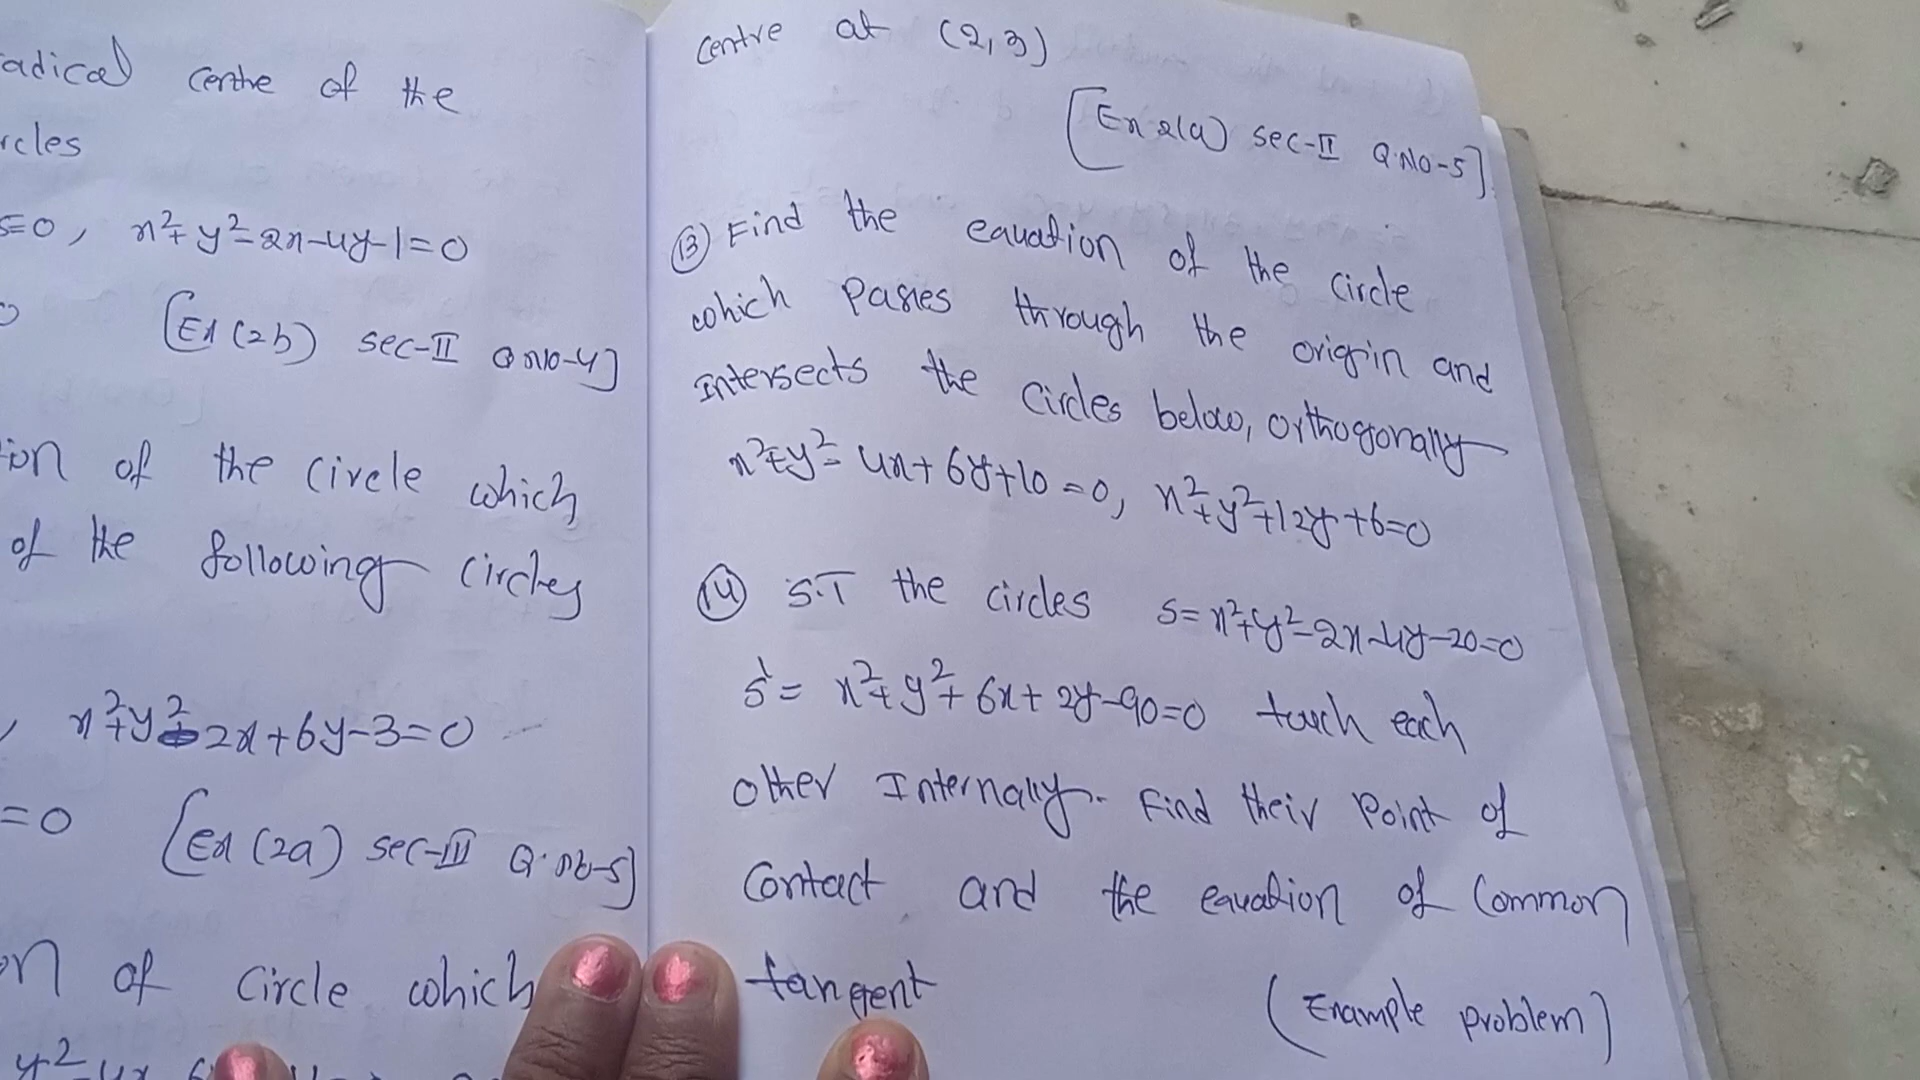 adical centre of the
rcles
=0, x²+y²-2x-4y-1=0
[Ex (2b) sec-II Q.No-4]
ion of the circle which
of the following circles
, x²+y²-2x+6y-3=0
=0 [Ex (2a) sec-III Q.No-5]
on of circle which
centre at (2,3)
[Ex 2(a) sec-II Q.No-5]
(13) Find the equation of the circle
which passes through the origin and
Intersects the circles below, orthogonally
x²+y²-4x+6y+10=0, x²+y²+12y+6=0
(14) S.T the circles S=x²+y²-2x-4y-20=0
S'= x²+y²+6x+2y-90=0 touch each
other Internally. Find their Point of
Contact and the equation of Common
tangent (Example problem)